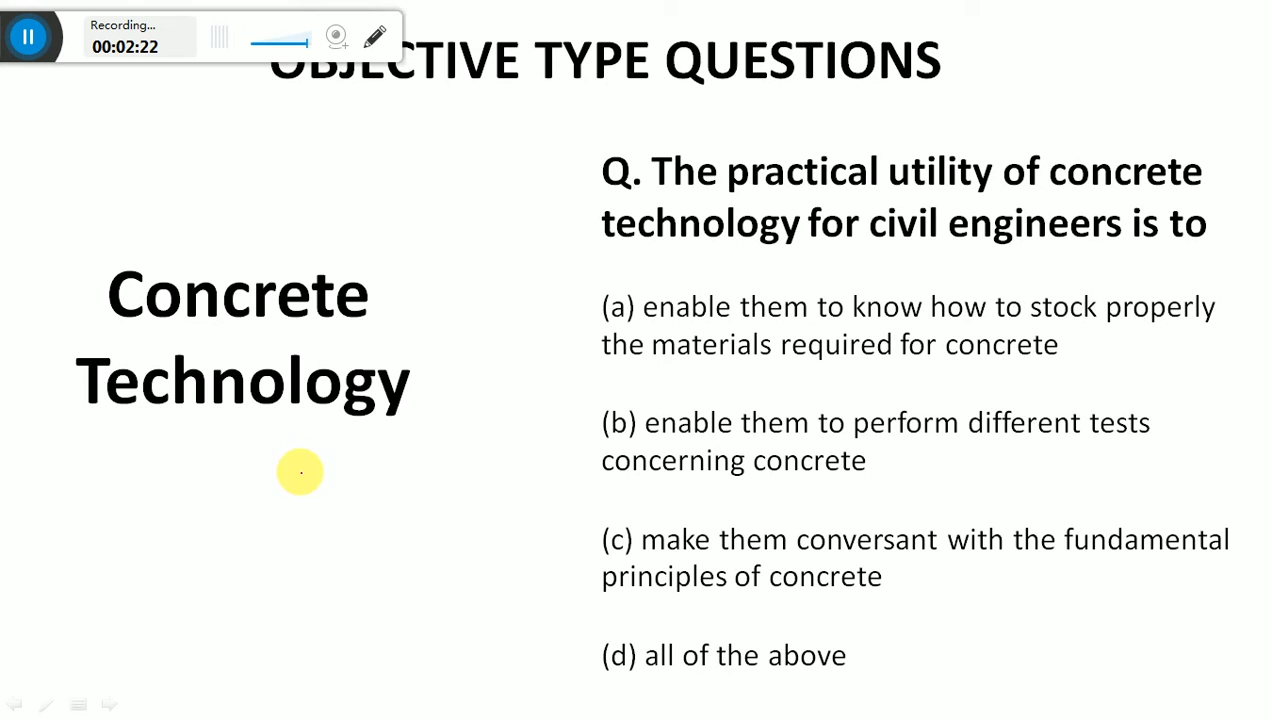 Recording...
00:02:22
OBJECTIVE TYPE QUESTIONS
Concrete
Technology
Q. The practical utility of concrete
technology for civil engineers is to
(a) enable them to know how to stock properly
the materials required for concrete
(b) enable them to perform different tests
concerning concrete
(c) make them conversant with the fundamental
principles of concrete
(d) all of the above